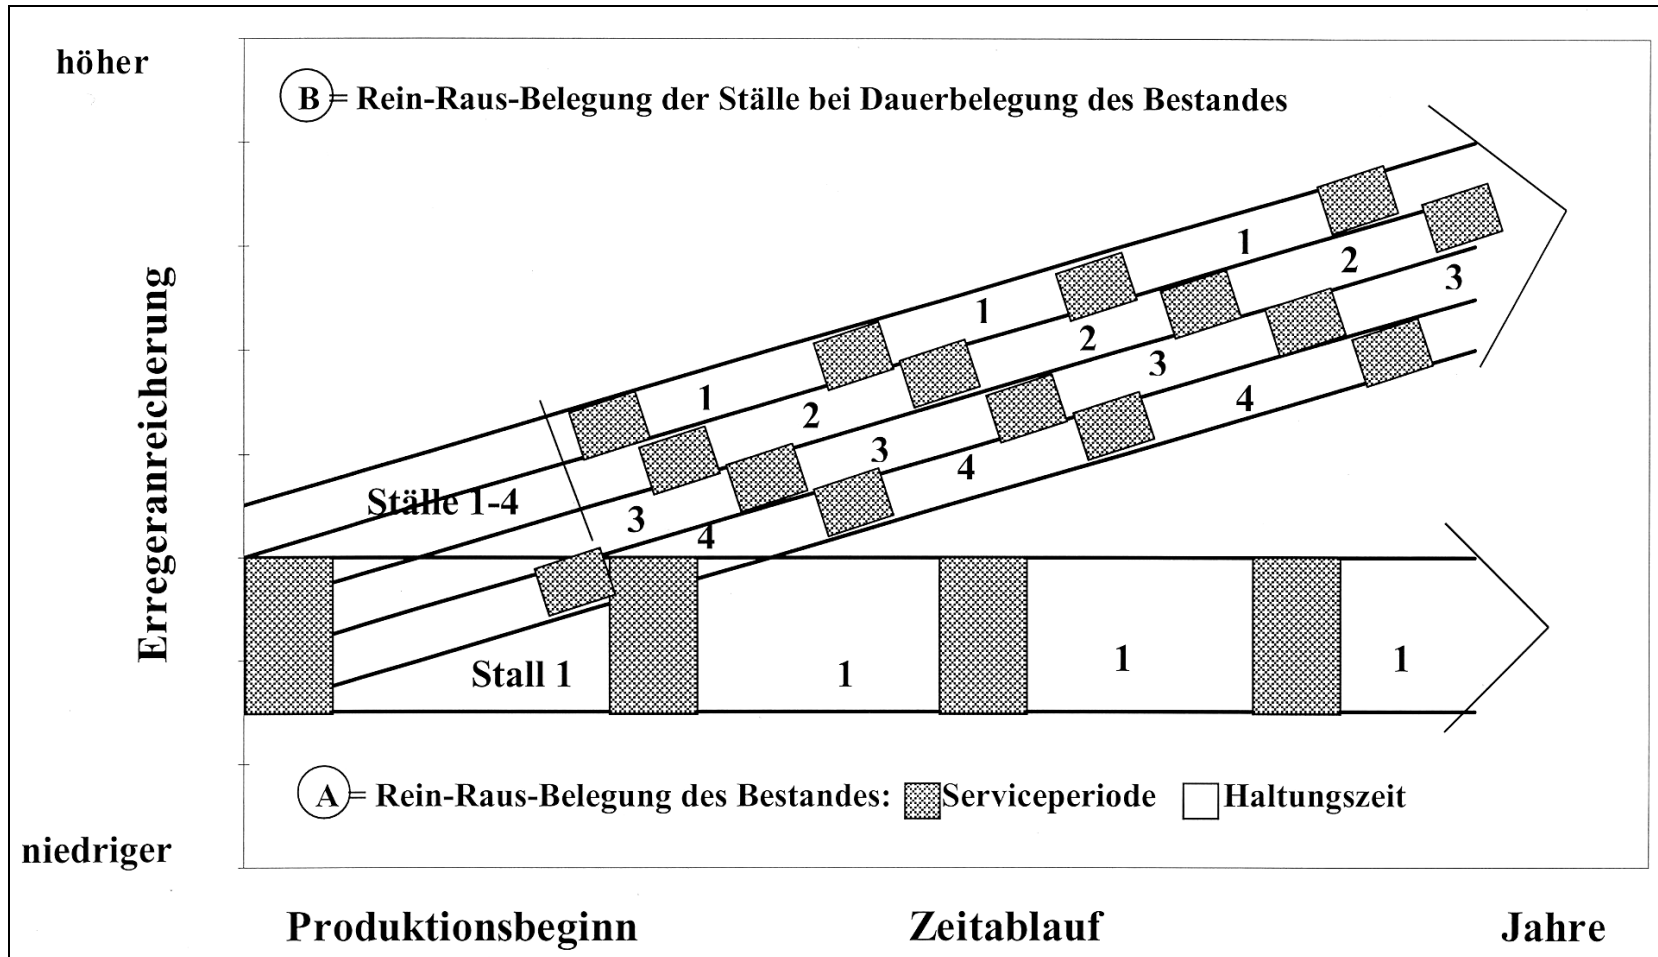 höher
B = Rein-Raus-Belegung der Ställe bei Dauerbelegung des Bestandes
1
2
1
3
1
2
3
1
2
4
3
4
Ställe 1-4
3
4
Erregeranreicherung
Stall 1
1
1
1
A = Rein-Raus-Belegung des Bestandes: Serviceperiode Haltungszeit
niedriger
Produktionsbeginn Zeitablauf Jahre